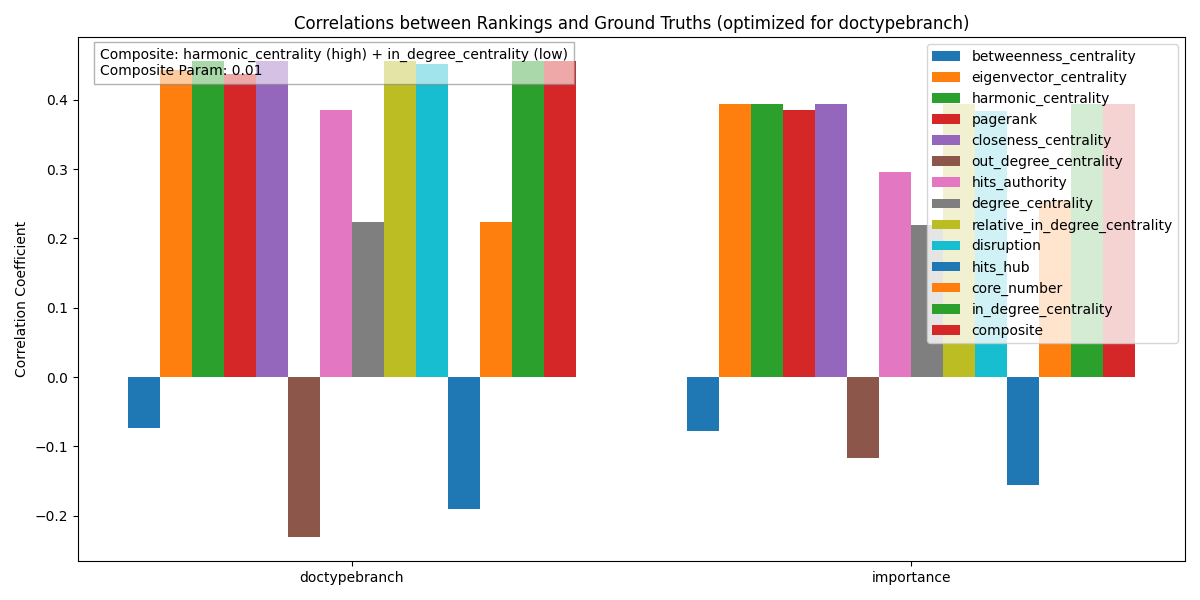 Correlations between Rankings and Ground Truths (optimized for doctypebranch)
Composite: harmonic_centrality (high) + in_degree_centrality (low)
Composite Param: 0.01
betweenness_centrality
eigenvector_centrality
harmonic_centrality
pagerank
closeness_centrality
out_degree_centrality
hits_authority
degree_centrality
relative_in_degree_centrality
disruption
hits_hub
core_number
in_degree_centrality
composite
Correlation Coefficient
0.4
0.3
0.2
0.1
0.0
−0.1
−0.2
doctypebranch
importance